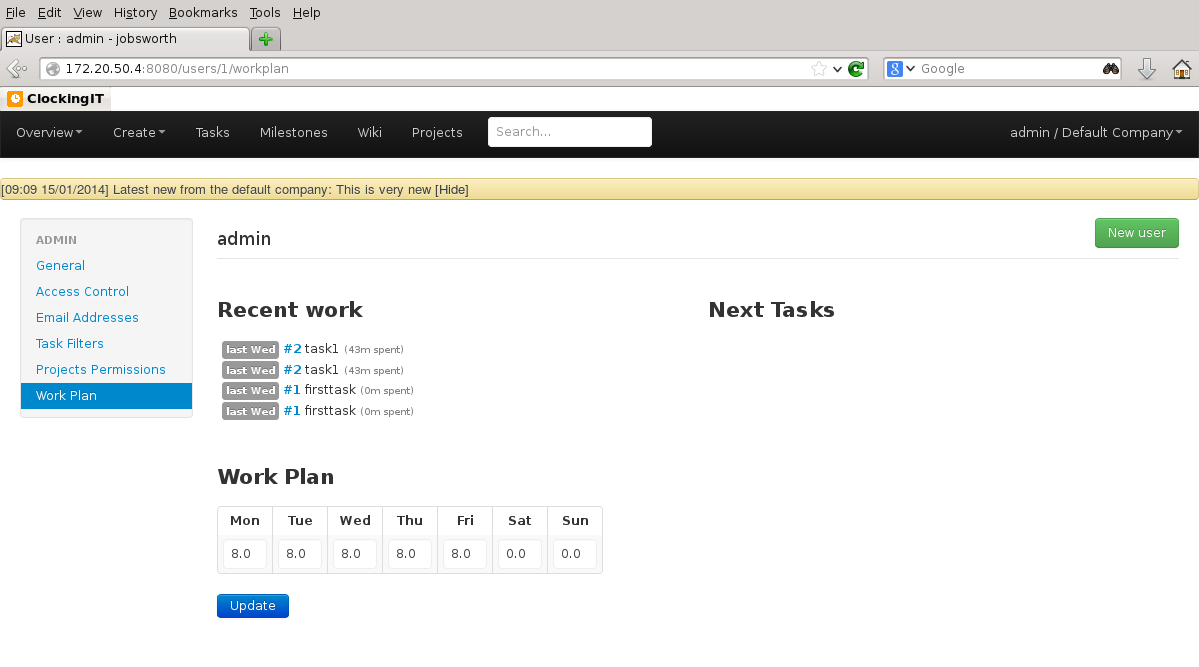 File Edit View History Bookmarks Tools Help
User : admin - jobsworth
172.20.50.4:8080/users/1/workplan
Google
ClockingIT
Overview Create Tasks Milestones Wiki Projects Search... admin / Default Company
[09:09 15/01/2014] Latest new from the default company: This is very new [Hide]
ADMIN
General
Access Control
Email Addresses
Task Filters
Projects Permissions
Work Plan
admin
New user
Recent work
last Wed #2 task1 (43m spent)
last Wed #2 task1 (43m spent)
last Wed #1 firsttask (0m spent)
last Wed #1 firsttask (0m spent)
Next Tasks
Work Plan
Mon Tue Wed Thu Fri Sat Sun
8.0 8.0 8.0 8.0 8.0 0.0 0.0
Update